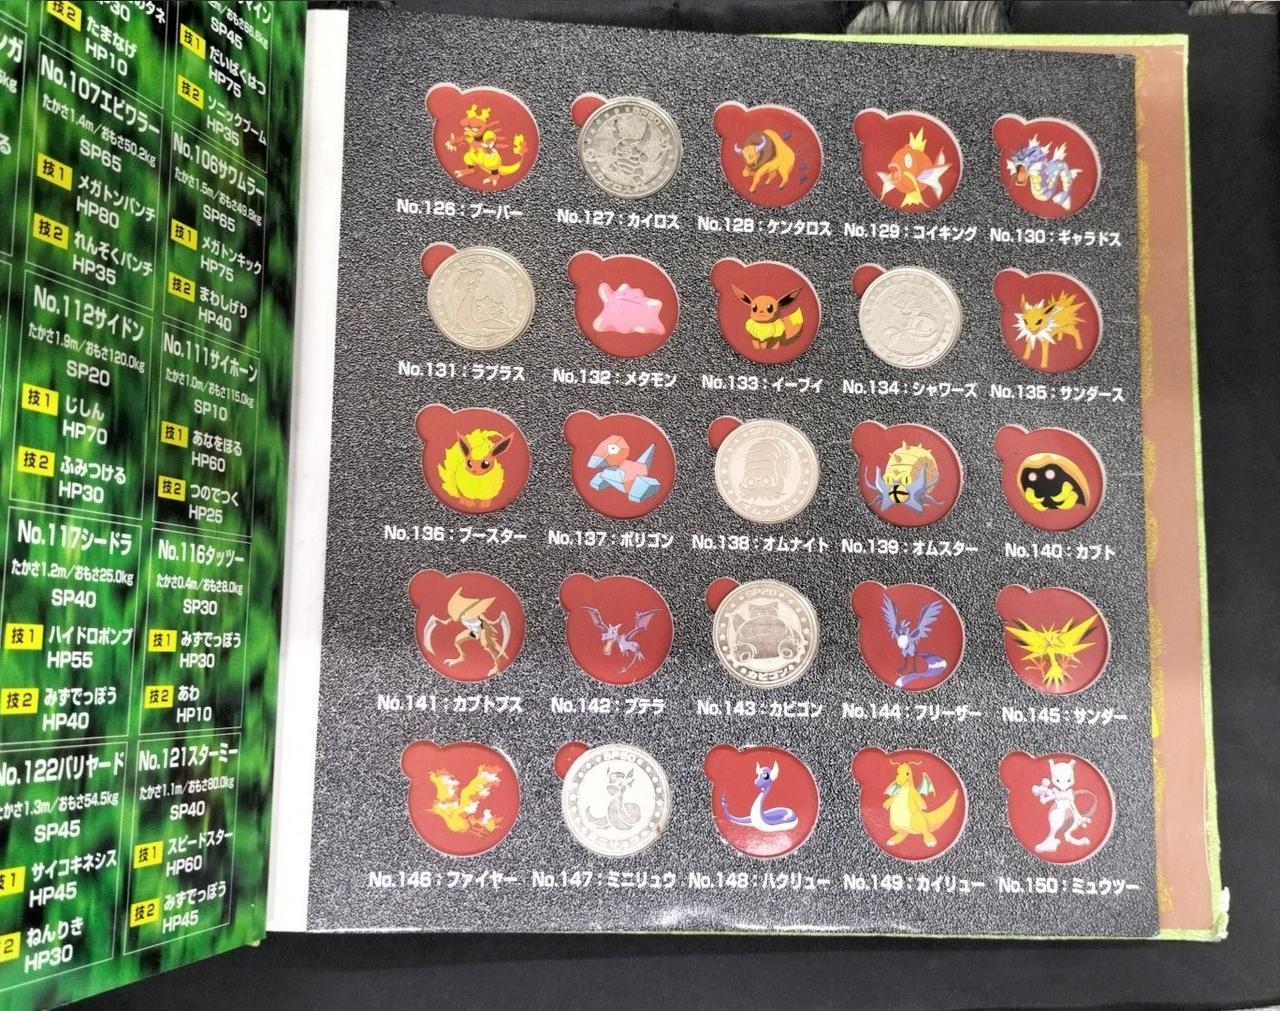 技2
HP30
たまなげ
HP10
SP45
技1
だいばくはつ
HP75
技2
ソニックブーム
HP35
No.107エビワラー
たかさ1.4m/おもさ50.2kg
SP65
技1
メガトンパンチ
HP80
技2
れんぞくパンチ
HP35
No.106サワムラー
たかさ1.5m/おもさ49.8kg
SP65
技1
メガトンキック
HP75
技2
まわしげり
HP40
No.112サイドン
たかさ1.9m/おもさ120.0kg
SP20
技1
じしん
HP70
技2
ふみつける
HP30
No.111サイホーン
たかさ1.0m/おもさ115.0kg
SP10
技1
あなをほる
HP60
技2
つのでつく
HP25
No.117シードラ
たかさ1.2m/おもさ25.0kg
SP40
技1
ハイドロポンプ
HP55
技2
みずでっぽう
HP40
No.116タッツー
たかさ0.4m/おもさ8.0kg
SP30
技1
みずでっぽう
HP30
技2
あわ
HP10
No.122バリヤード
たかさ1.3m/おもさ54.5kg
SP45
サイコキネシス
HP45
ねんりき
HP30
No.121スターミー
たかさ1.1m/おもさ80.0kg
SP40
技1
スピードスター
HP60
技2
みずでっぽう
HP45
No.126：ブーバー
No.127：カイロス
No.128：ケンタロス
No.129：コイキング
No.130：ギャラドス
No.131：ラプラス
No.132：メタモン
No.133：イーブイ
No.134：シャワーズ
No.135：サンダース
No.136：ブースター
No.137：ポリゴン
No.138：オムナイト
No.139：オムスター
No.140：カブト
No.141：カブトプス
No.142：プテラ
SP20
カビゴン
No.143：カビゴン
No.144：フリーザー
No.145：サンダー
No.146：ファイヤー
No.147：ミニリュウ
No.148：ハクリュー
No.149：カイリュー
No.150：ミュウツー